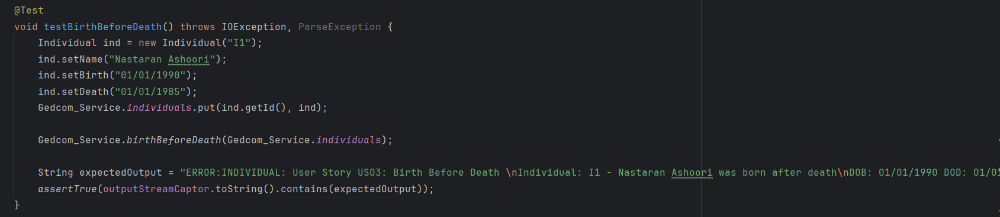 @Test
void testBirthBeforeDeath() throws IOException, ParseException {
    Individual ind = new Individual("I1");
    ind.setName("Nastaran Ashoori");
    ind.setBirth("01/01/1990");
    ind.setDeath("01/01/1985");
    Gedcom_Service.individuals.put(ind.getId(), ind);
    Gedcom_Service.birthBeforeDeath(Gedcom_Service.individuals);
    String expectedOutput = "ERROR:INDIVIDUAL: User Story US03: Birth Before Death \nIndividual: I1 - Nastaran Ashoori was born after death\nDOB: 01/01/1990 DOD: 01/01
    assertTrue(outputStreamCaptor.toString().contains(expectedOutput));
}